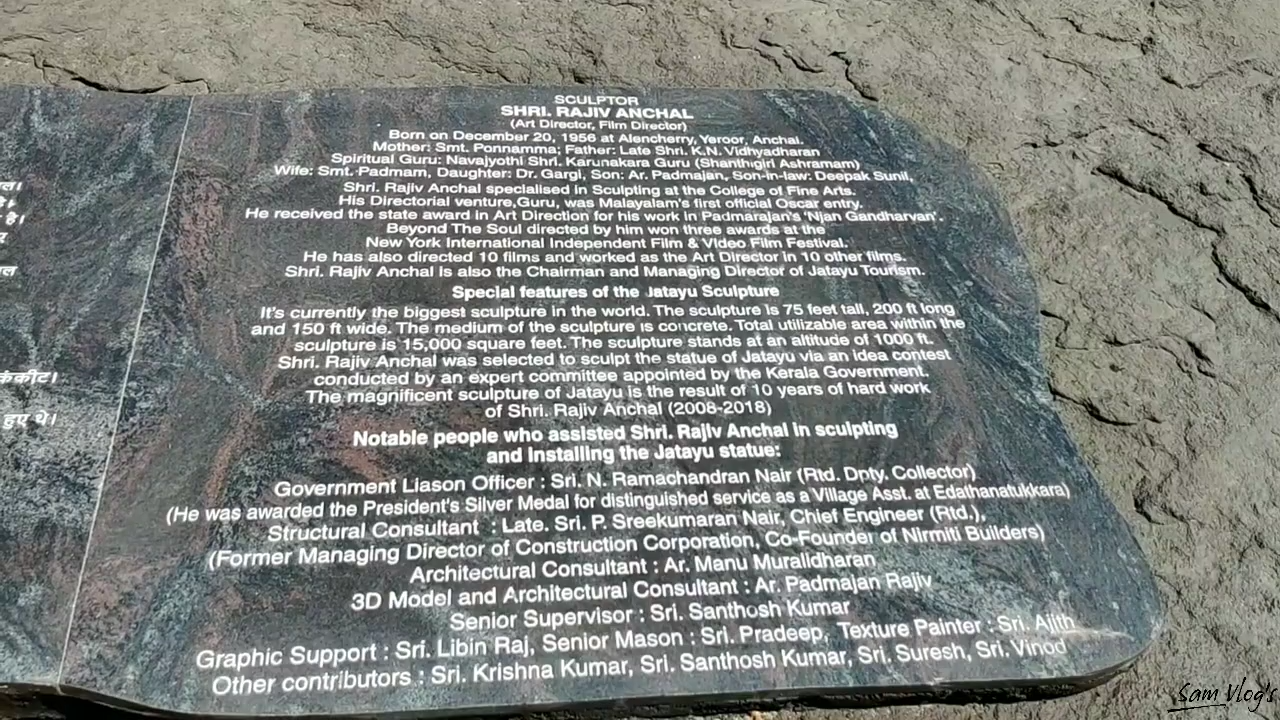 ल।
है।
है।
ल
कंकीट।
हुए थे।
SCULPTOR
SHRI. RAJIV ANCHAL
(Art Director, Film Director)
Born on December 20, 1956 at Alencherry, Yeroor, Anchal.
Mother: Smt. Ponnamma; Father: Late Shri. K.N. Vidhyadharan
Spiritual Guru: Navajyothi Shri. Karunakara Guru (Shanthigiri Ashramam)
Wife: Smt. Padmam, Daughter: Dr. Gargi, Son: Ar. Padmajan, Son-in-law: Deepak Sunil,
Shri. Rajiv Anchal specialised in Sculpting at the College of Fine Arts.
His Directorial venture,Guru, was Malayalam's first official Oscar entry.
He received the state award in Art Direction for his work in Padmarajan's 'Njan Gandharvan'.
Beyond The Soul directed by him won three awards at the
New York International Independent Film & Video Film Festival.
He has also directed 10 films and worked as the Art Director in 10 other films.
Shri. Rajiv Anchal is also the Chairman and Managing Director of Jatayu Tourism.
Special features of the Jatayu Sculpture
It's currently the biggest sculpture in the world. The sculpture is 75 feet tall, 200 ft long
and 150 ft wide. The medium of the sculpture is concrete. Total utilizable area within the
sculpture is 15,000 square feet. The sculpture stands at an altitude of 1000 ft.
Shri. Rajiv Anchal was selected to sculpt the statue of Jatayu via an idea contest
conducted by an expert committee appointed by the Kerala Government.
The magnificent sculpture of Jatayu is the result of 10 years of hard work
of Shri. Rajiv Anchal (2008-2018)
Notable people who assisted Shri. Rajiv Anchal in sculpting
and installing the Jatayu statue:
Government Liason Officer : Sri. N. Ramachandran Nair (Rtd. Dpty. Collector)
(He was awarded the President's Silver Medal for distinguished service as a Village Asst. at Edathanatukkara)
Structural Consultant : Late. Sri. P. Sreekumaran Nair, Chief Engineer (Rtd.),
(Former Managing Director of Construction Corporation, Co-Founder of Nirmiti Builders)
Architectural Consultant : Ar. Manu Muralidharan
3D Model and Architectural Consultant : Ar. Padmajan Rajiv
Senior Supervisor : Sri. Santhosh Kumar
Graphic Support : Sri. Libin Raj, Senior Mason : Sri. Pradeep, Texture Painter : Sri. Ajith
Other contributors : Sri. Krishna Kumar, Sri. Santhosh Kumar, Sri. Suresh, Sri. Vinod
Sam Vlog's